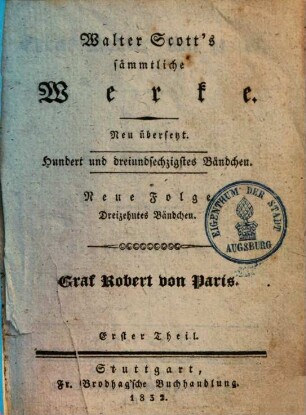 Walter Scott's
sämmtliche
Werke.
Neu übersetzt.
Hundert und dreiundsechzigstes Bändchen.
Neue Folge
Dreizehntes Bändchen.
EIGENTHUM DER STADT
AUGSBURG
Graf Robert von Paris.
Erster Theil.
Stuttgart,
Fr. Brodhag'sche Buchhandlung.
1832.